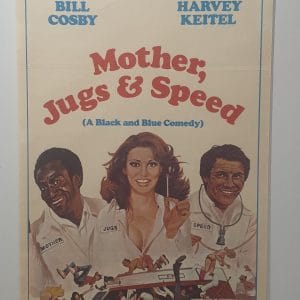 BILL HARVEY
COSBY KEITEL
Mother,
Jugs & Speed
(A Black and Blue Comedy)
MOTHER
JUGS
SPEED